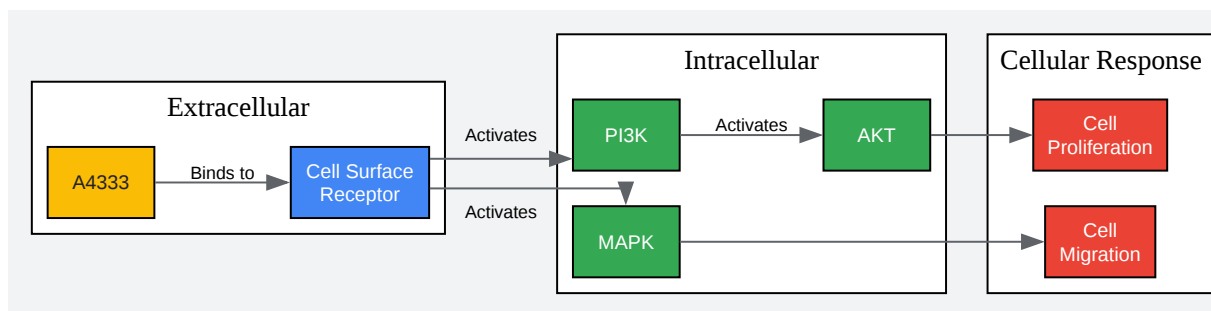 Extracellular
A4333
Binds to
Cell Surface
Receptor
Activates
Activates
Intracellular
PI3K
Activates
AKT
MAPK
Cellular Response
Cell
Proliferation
Cell
Migration